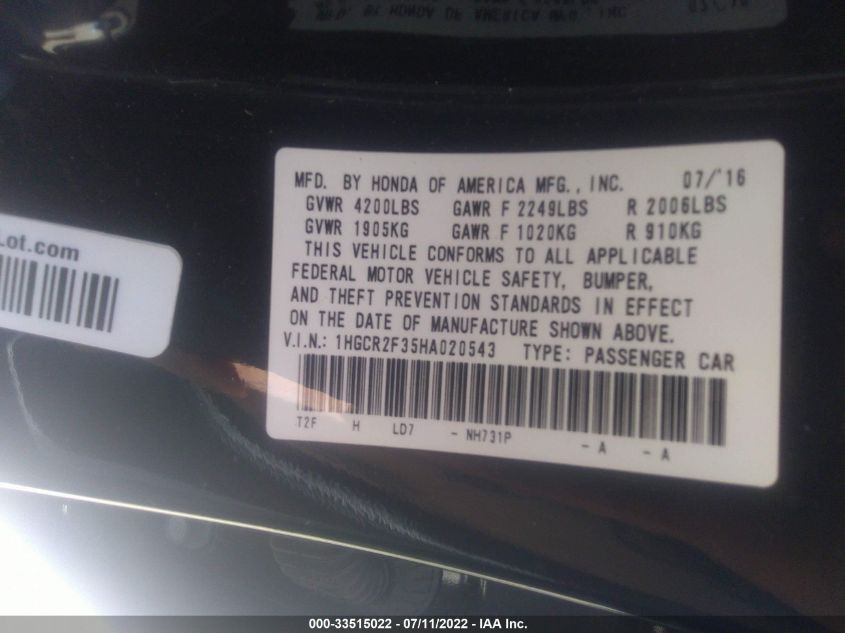 MFD. BY HONDA OF AMERICA MFG., INC. 07/'16
GVWR 4200LBS GAWR F 2249LBS R 2006LBS
GVWR 1905KG GAWR F 1020KG R 910KG
THIS VEHICLE CONFORMS TO ALL APPLICABLE
FEDERAL MOTOR VEHICLE SAFETY, BUMPER,
AND THEFT PREVENTION STANDARDS IN EFFECT
ON THE DATE OF MANUFACTURE SHOWN ABOVE.
V.I.N.: 1HGCR2F35HA020543 TYPE: PASSENGER CAR
T2F H LD7 - NH731P - A - A
Lot.com
000-33515022 - 07/11/2022 - IAA Inc.